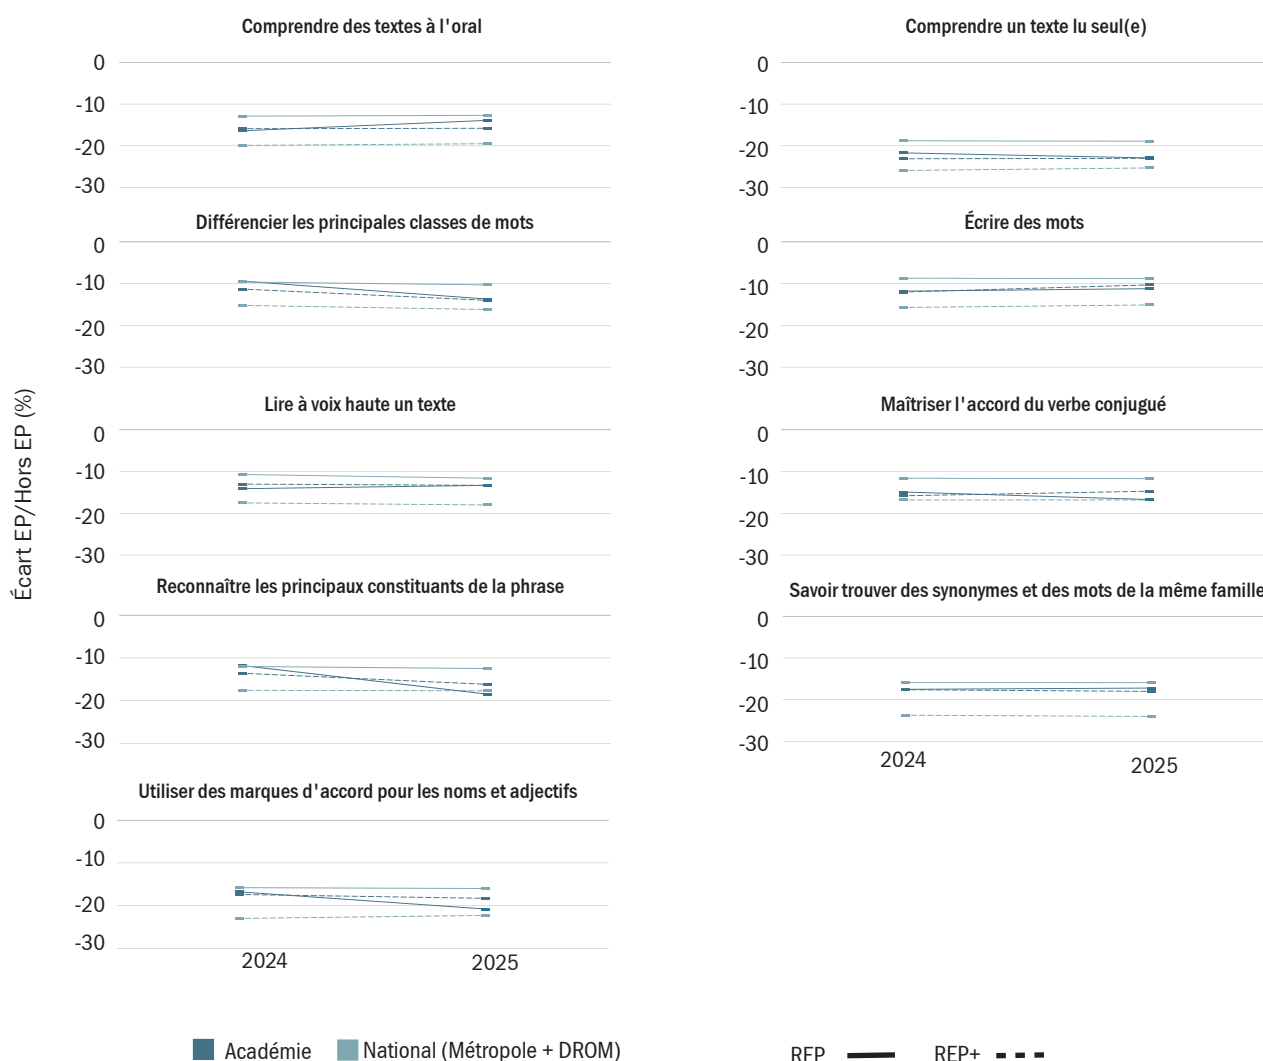 Comprendre des textes à l'oral
0
-10
-20
-30
Comprendre un texte lu seul(e)
0
-10
-20
-30
Différencier les principales classes de mots
0
-10
-20
-30
Écrire des mots
0
-10
-20
-30
Écart EP/Hors EP (%)
Lire à voix haute un texte
0
-10
-20
-30
Maîtriser l'accord du verbe conjugué
0
-10
-20
-30
Reconnaître les principaux constituants de la phrase
0
-10
-20
-30
Savoir trouver des synonymes et des mots de la même famille
0
-10
-20
-30
2024
2025
Utiliser des marques d'accord pour les noms et adjectifs
0
-10
-20
-30
2024
2025
Académie
National (Métropole + DROM)
REP
REP+